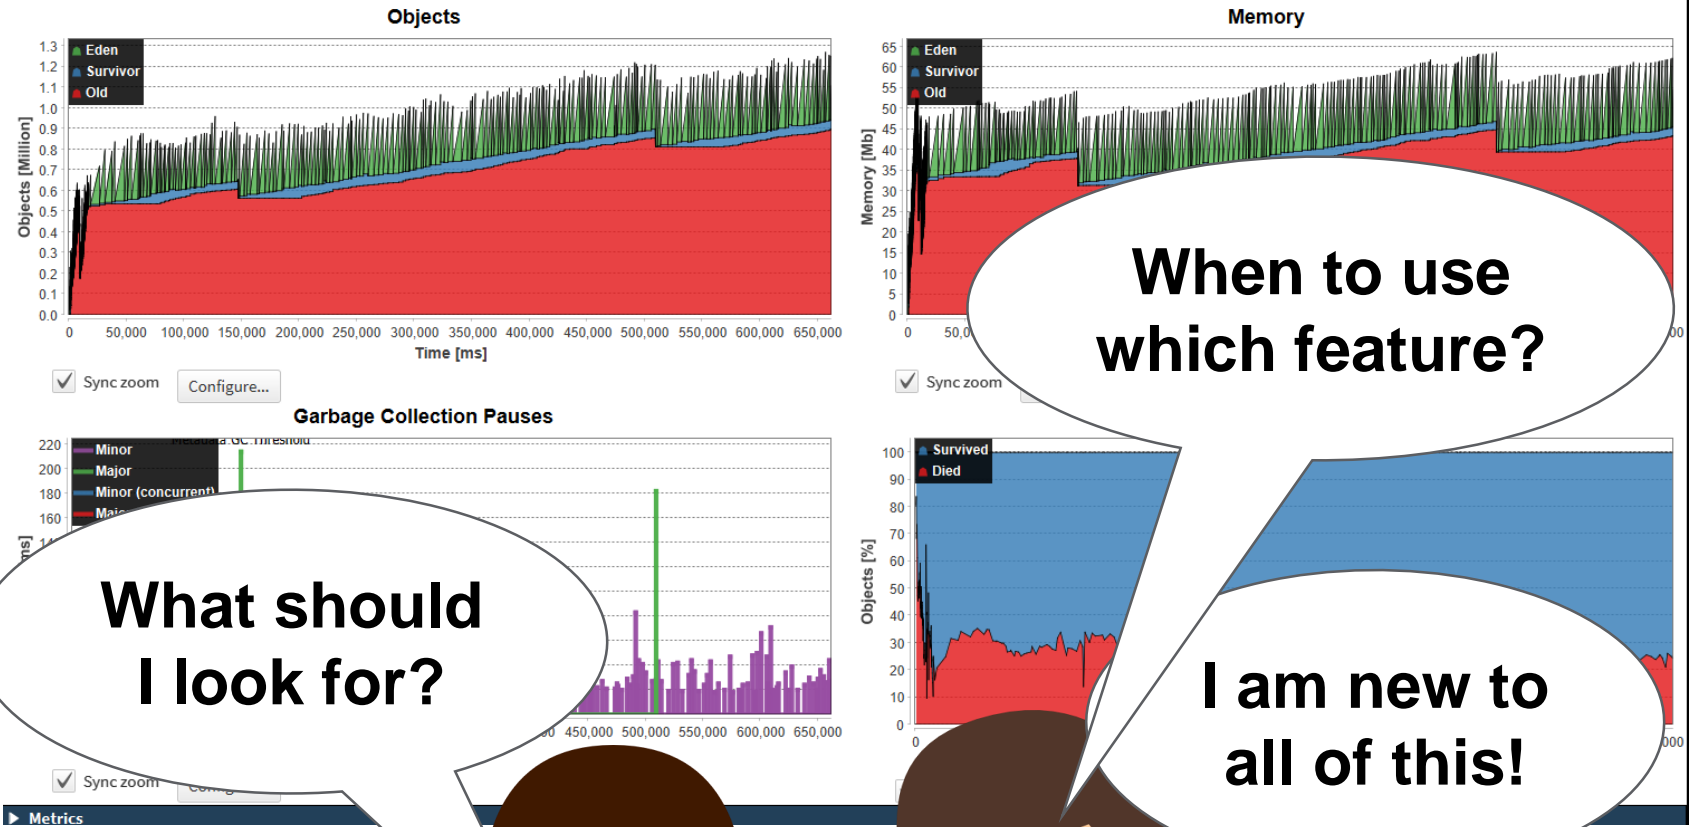 Objects
Objects [Million]
1.3
1.2
1.1
1.0
0.9
0.8
0.7
0.6
0.5
0.4
0.3
0.2
0.1
0.0
Eden
Survivor
Old
0 50,000 100,000 150,000 200,000 250,000 300,000 350,000 400,000 450,000 500,000 550,000 600,000 650,000
Time [ms]
Sync zoom
Configure...
Memory
Memory [Mb]
65
60
55
50
45
40
35
30
25
20
15
10
5
0
Eden
Survivor
Old
0
Sync zoom
When to use
which feature?
Garbage Collection Pauses
220
200
180
160
Minor
Major
Minor (concurrent)
GC Threshold
450,000 500,000 550,000 600,000 650,000
Sync zoom
What should
I look for?
Objects [%]
100
90
80
70
60
50
40
30
20
10
0
Survived
Died
0
I am new to
all of this!
Metrics